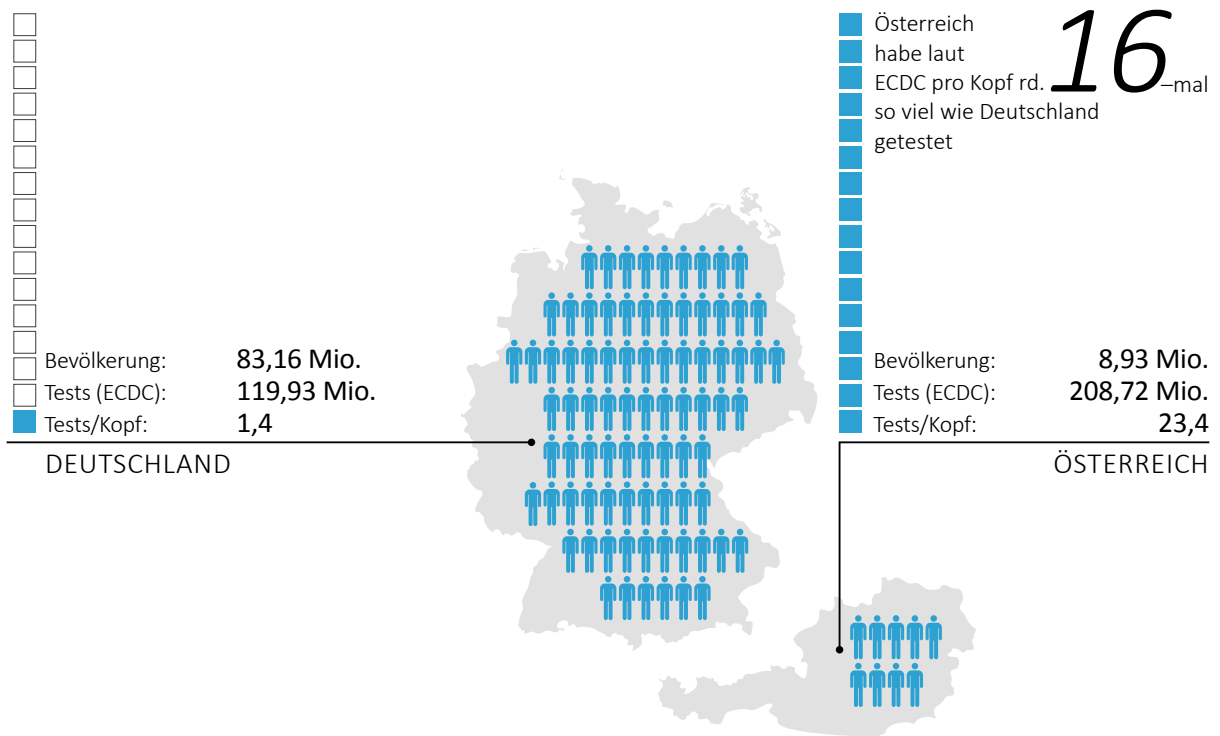 Österreich
habe laut
ECDC pro Kopf rd. 16–mal
so viel wie Deutschland
getestet
Bevölkerung: 83,16 Mio.
Tests (ECDC): 119,93 Mio.
Tests/Kopf: 1,4
DEUTSCHLAND
Bevölkerung: 8,93 Mio.
Tests (ECDC): 208,72 Mio.
Tests/Kopf: 23,4
ÖSTERREICH